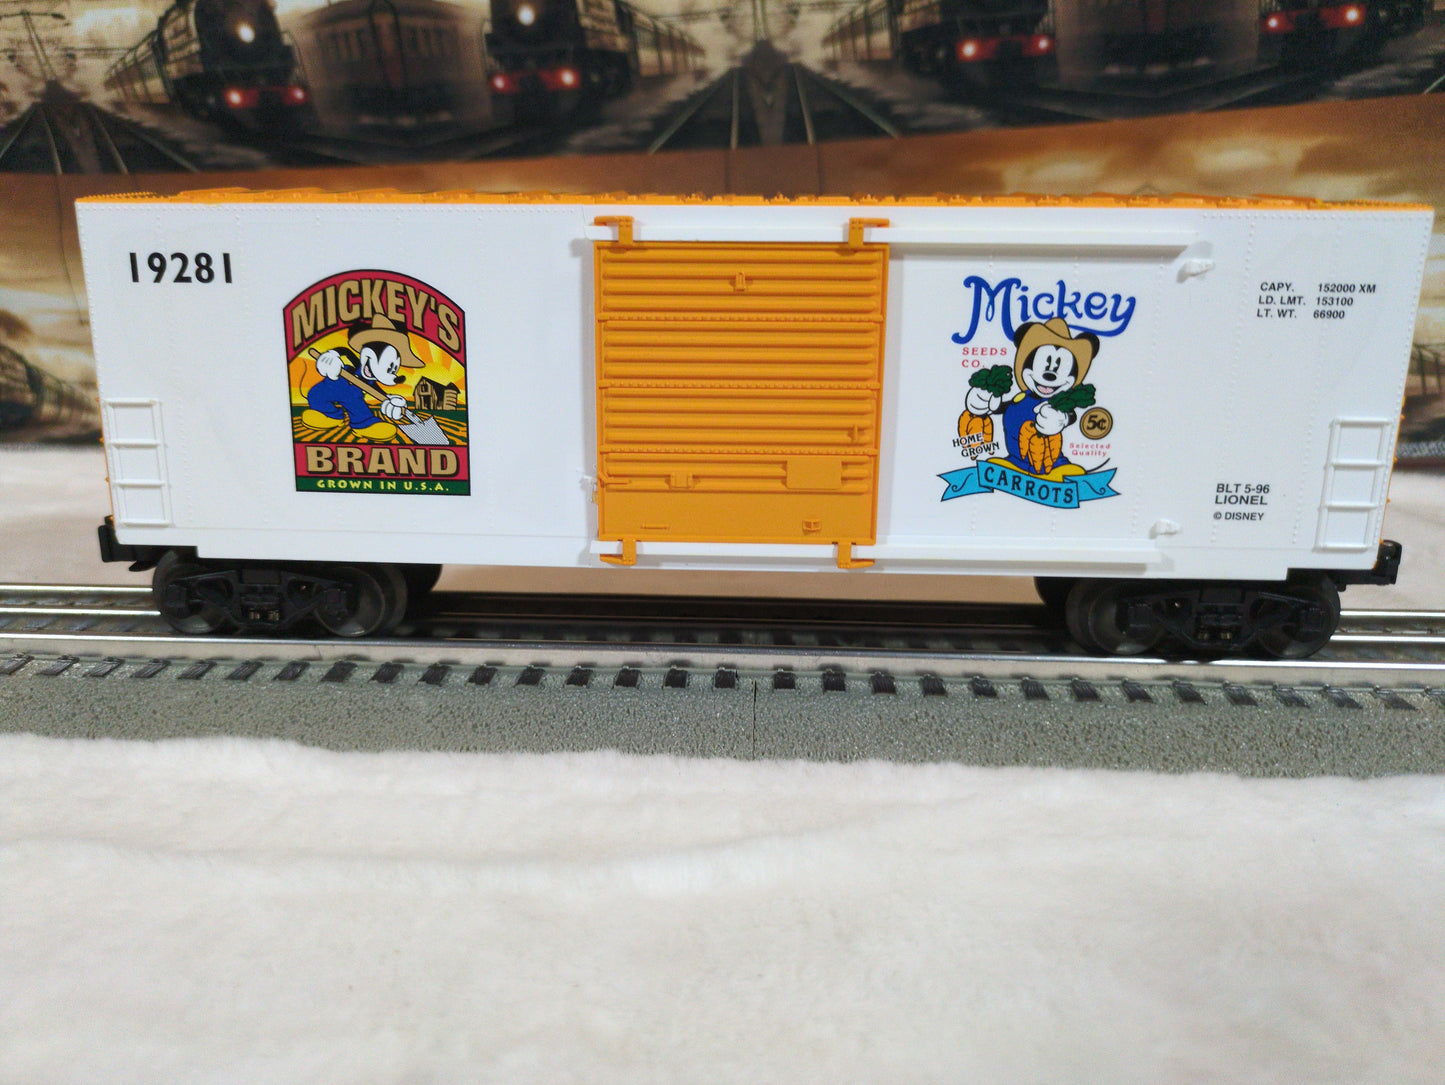 19281
MICKEY'S
BRAND
GROWN IN U.S.A.
Mickey
SEEDS
CO.
5¢
HOME
GROWN
Selected
Quality
CARROTS
CAPY. 152000 XM
LD. LMT. 153100
LT. WT. 66900
BLT 5-96
LIONEL
© DISNEY